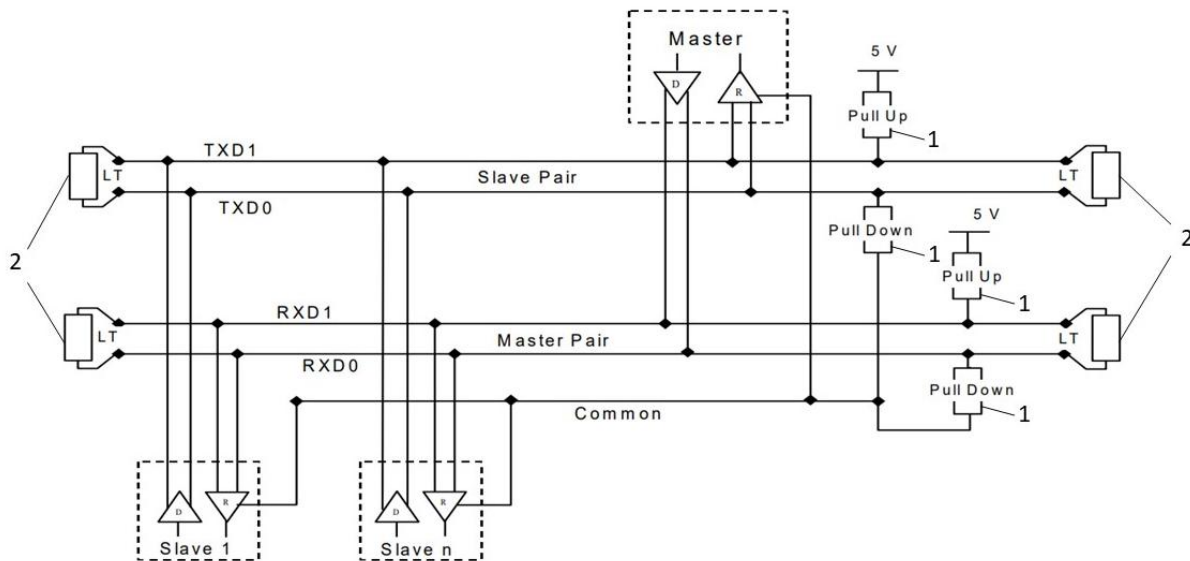 Master
D
R
5 V
Pull Up
1
TXD1
LT
Slave Pair
LT
TXD0
5 V
Pull Down
1
2
2
Pull Up
1
RXD1
LT
Master Pair
LT
RXD0
Pull Down
1
Common
D
R
D
R
Slave 1
Slave n